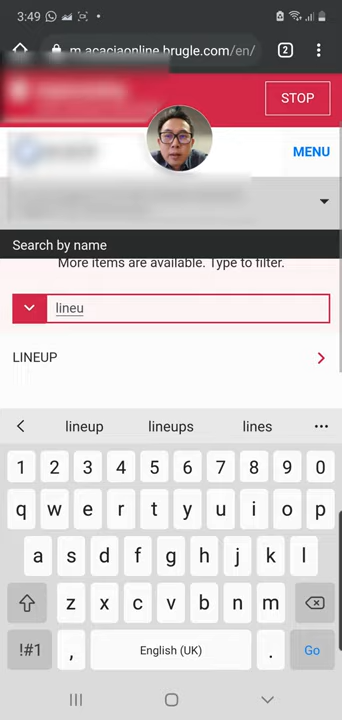 3:49
m.acaciaonline.brugle.com/en/
2
STOP
MENU
Search by name
More items are available. Type to filter.
lineu
LINEUP
lineup lineups lines
1 2 3 4 5 6 7 8 9 0
q w e r t y u i o p
a s d f g h j k l
z x c v b n m
!#1 , English (UK) . Go